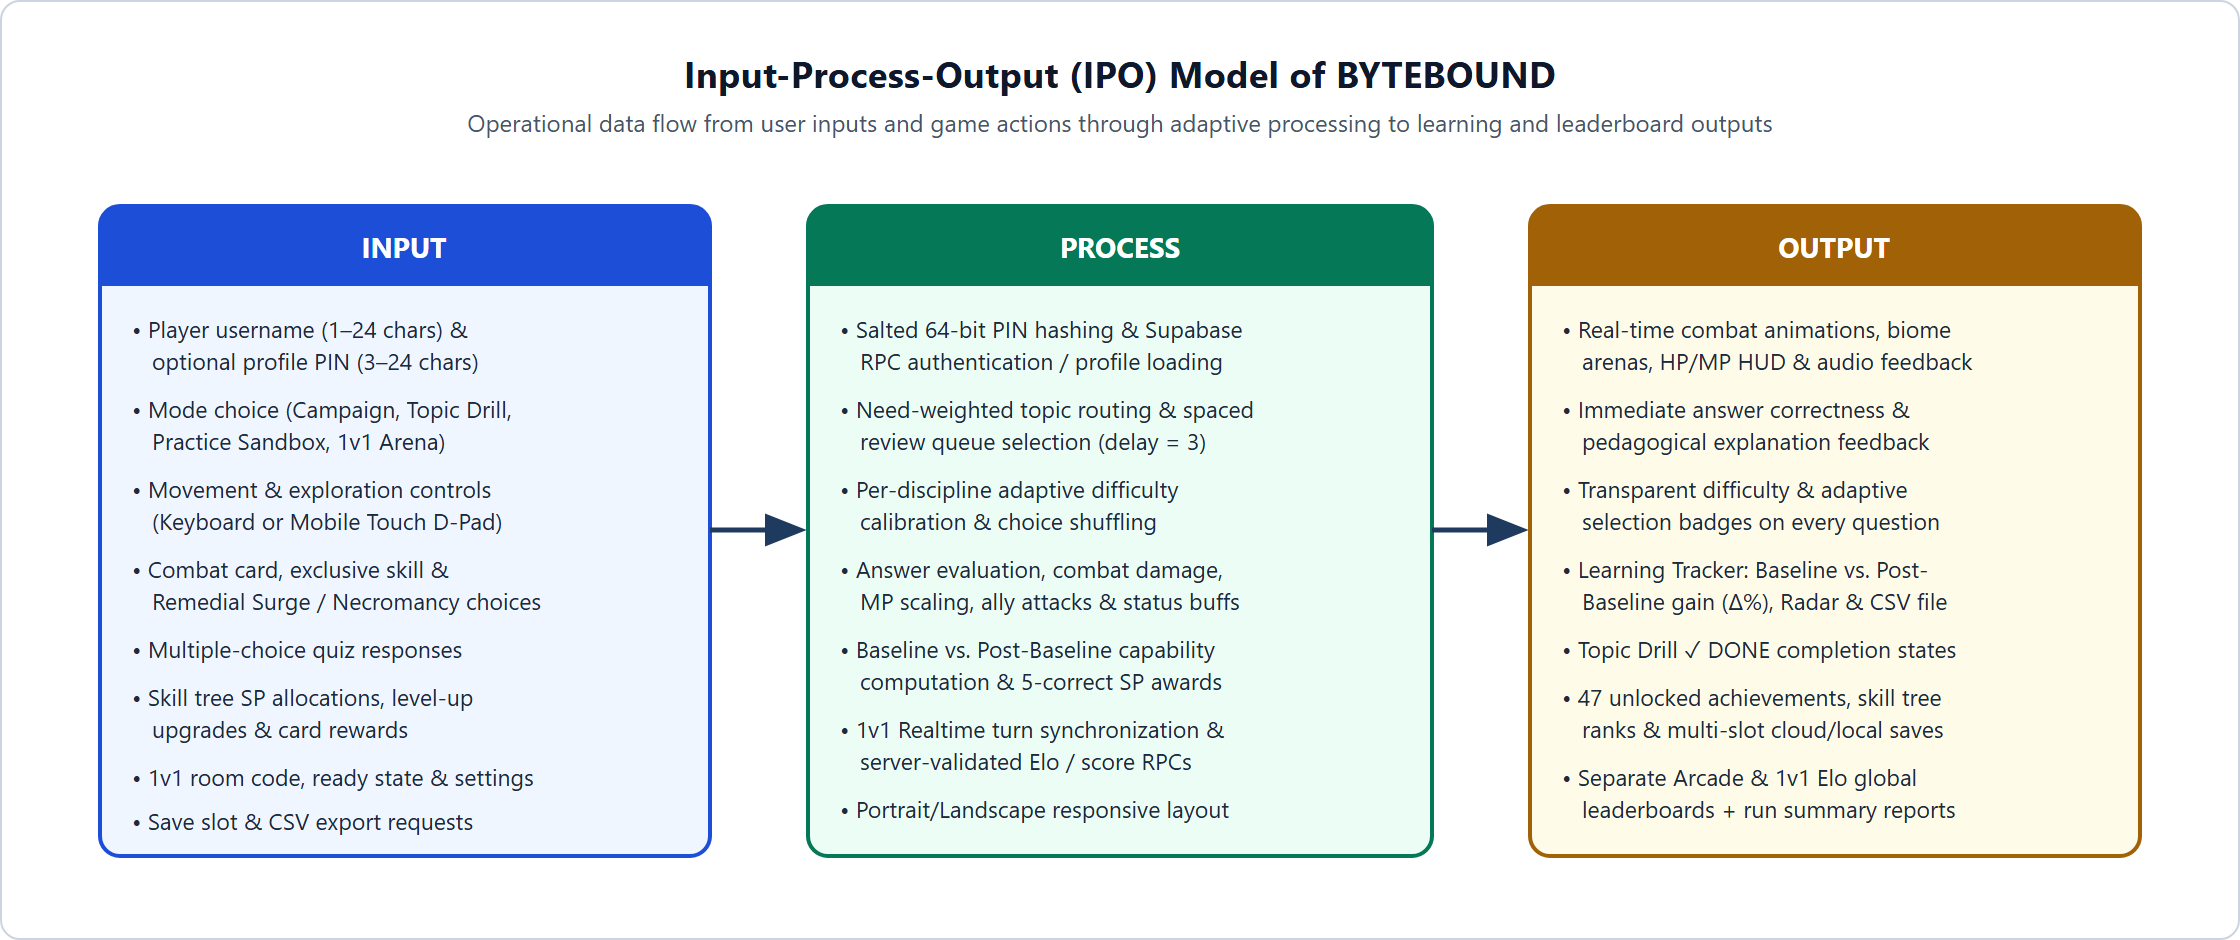 Input-Process-Output (IPO) Model of BYTEBOUND
Operational data flow from user inputs and game actions through adaptive processing to learning and leaderboard outputs
INPUT
• Player username (1–24 chars) &
optional profile PIN (3–24 chars)
• Mode choice (Campaign, Topic Drill,
Practice Sandbox, 1v1 Arena)
• Movement & exploration controls
(Keyboard or Mobile Touch D-Pad)
• Combat card, exclusive skill &
Remedial Surge / Necromancy choices
• Multiple-choice quiz responses
• Skill tree SP allocations, level-up
upgrades & card rewards
• 1v1 room code, ready state & settings
• Save slot & CSV export requests
PROCESS
• Salted 64-bit PIN hashing & Supabase
RPC authentication / profile loading
• Need-weighted topic routing & spaced
review queue selection (delay = 3)
• Per-discipline adaptive difficulty
calibration & choice shuffling
• Answer evaluation, combat damage,
MP scaling, ally attacks & status buffs
• Baseline vs. Post-Baseline capability
computation & 5-correct SP awards
• 1v1 Realtime turn synchronization &
server-validated Elo / score RPCs
• Portrait/Landscape responsive layout
OUTPUT
• Real-time combat animations, biome
arenas, HP/MP HUD & audio feedback
• Immediate answer correctness &
pedagogical explanation feedback
• Transparent difficulty & adaptive
selection badges on every question
• Learning Tracker: Baseline vs. Post-
Baseline gain (Δ%), Radar & CSV file
• Topic Drill ✓ DONE completion states
• 47 unlocked achievements, skill tree
ranks & multi-slot cloud/local saves
• Separate Arcade & 1v1 Elo global
leaderboards + run summary reports